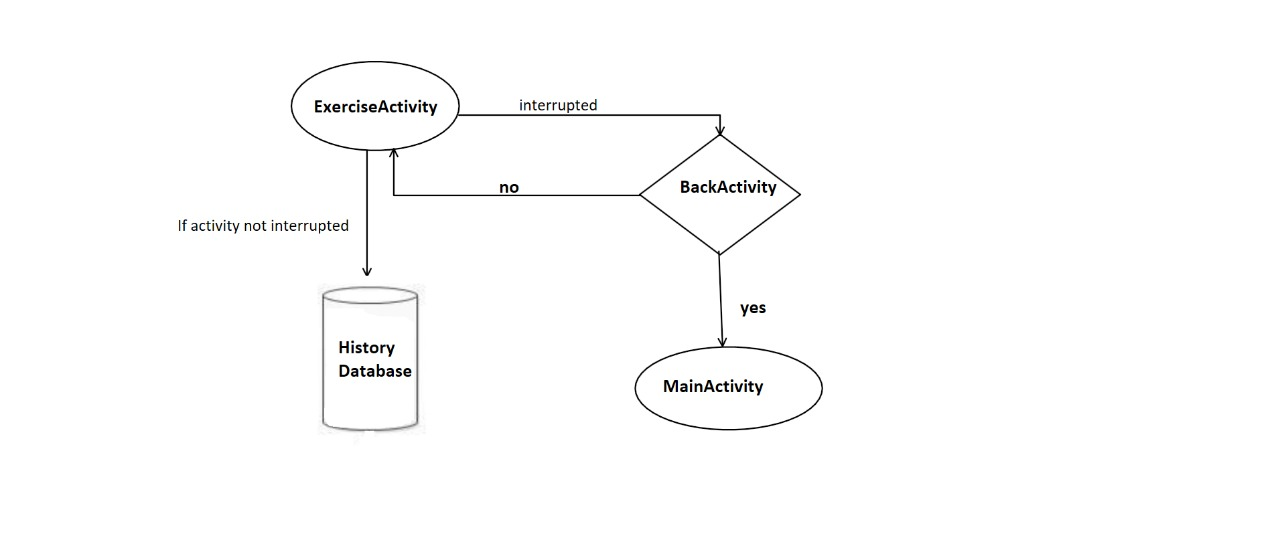 ExerciseActivity
interrupted
BackActivity
no
If activity not interrupted
yes
History
Database
MainActivity